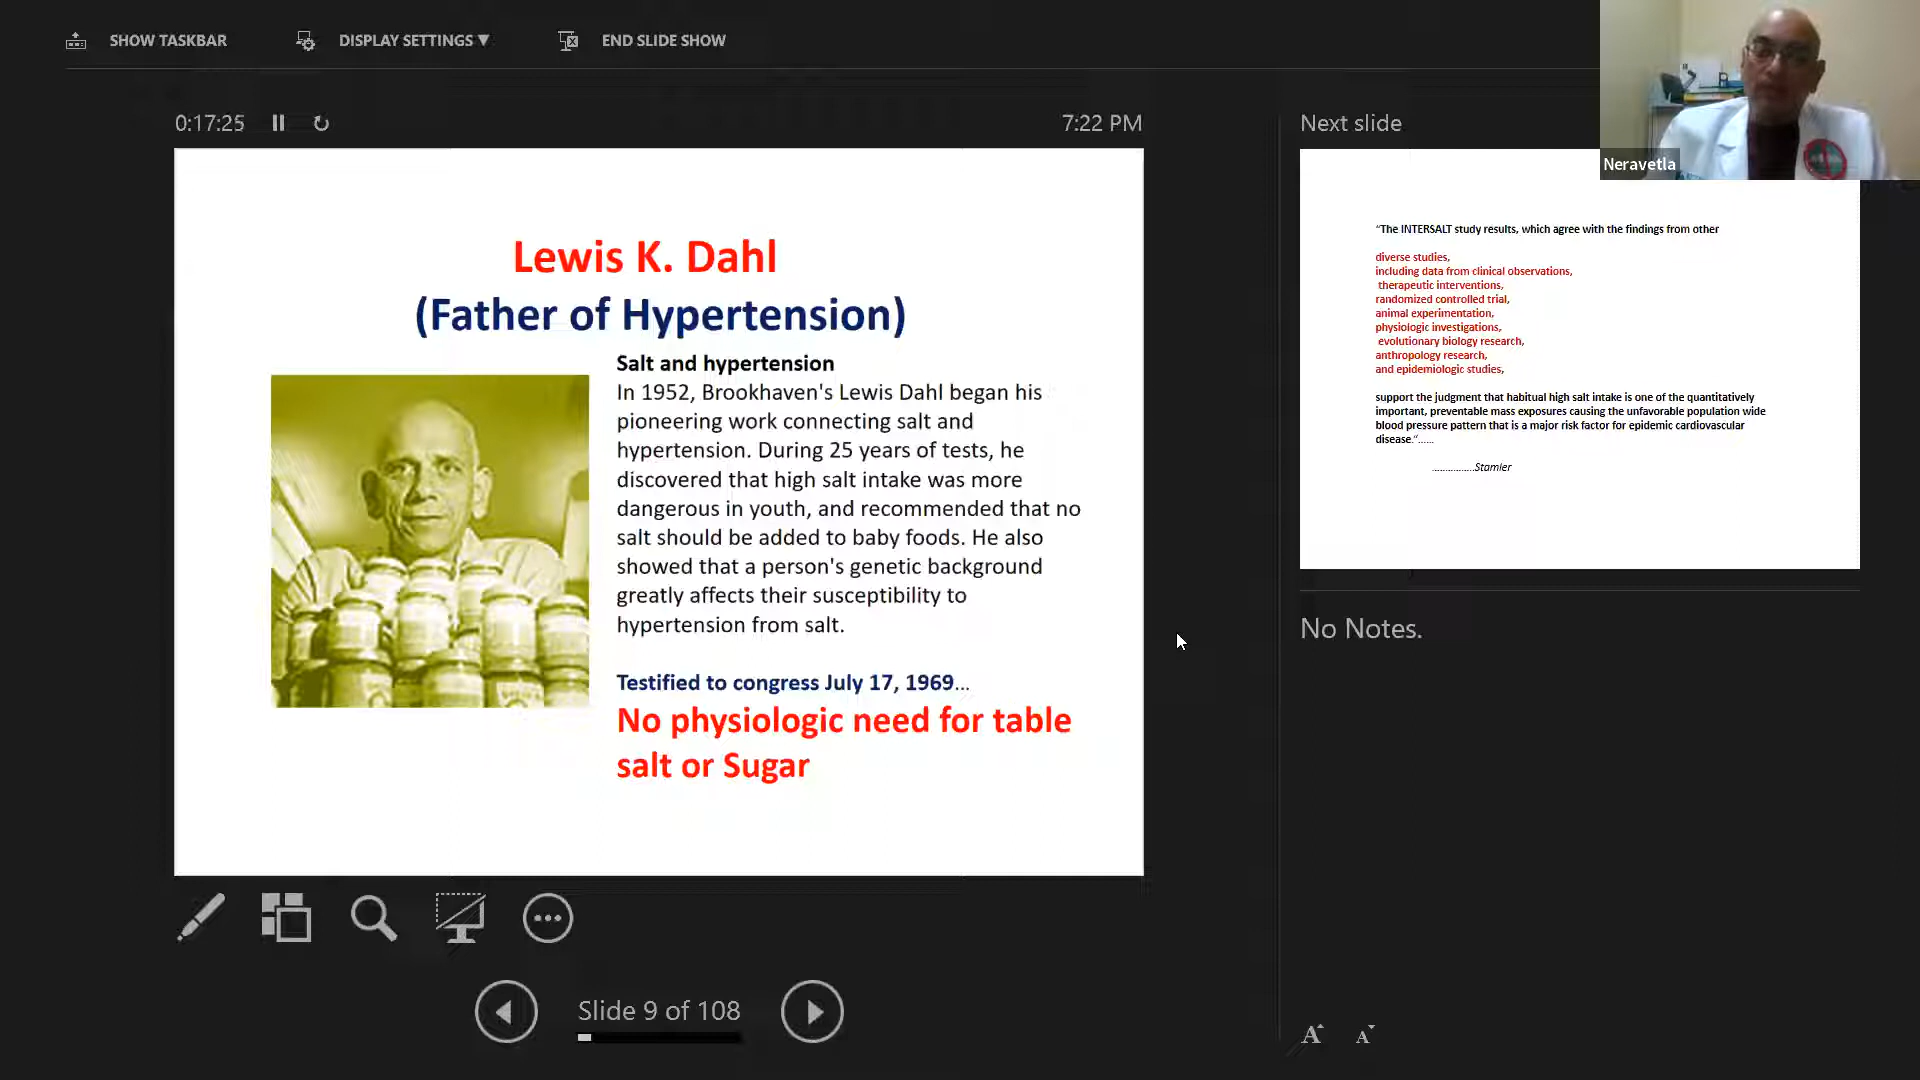 SHOW TASKBAR
DISPLAY SETTINGS ▼
END SLIDE SHOW
0:17:25
7:22 PM
Lewis K. Dahl
(Father of Hypertension)
Salt and hypertension
In 1952, Brookhaven's Lewis Dahl began his
pioneering work connecting salt and
hypertension. During 25 years of tests, he
discovered that high salt intake was more
dangerous in youth, and recommended that no
salt should be added to baby foods. He also
showed that a person's genetic background
greatly affects their susceptibility to
hypertension from salt.
Testified to congress July 17, 1969...
No physiologic need for table
salt or Sugar
Slide 9 of 108
Next slide
Neravetla
"The INTERSALT study results, which agree with the findings from other
diverse studies,
including data from clinical observations,
therapeutic interventions,
randomized controlled trial,
animal experimentation,
physiologic investigations,
evolutionary biology research,
anthropology research,
and epidemiologic studies,
support the judgment that habitual high salt intake is one of the quantitatively
important, preventable mass exposures causing the unfavorable population wide
blood pressure pattern that is a major risk factor for epidemic cardiovascular
disease."......
................Stamler
No Notes.
A A